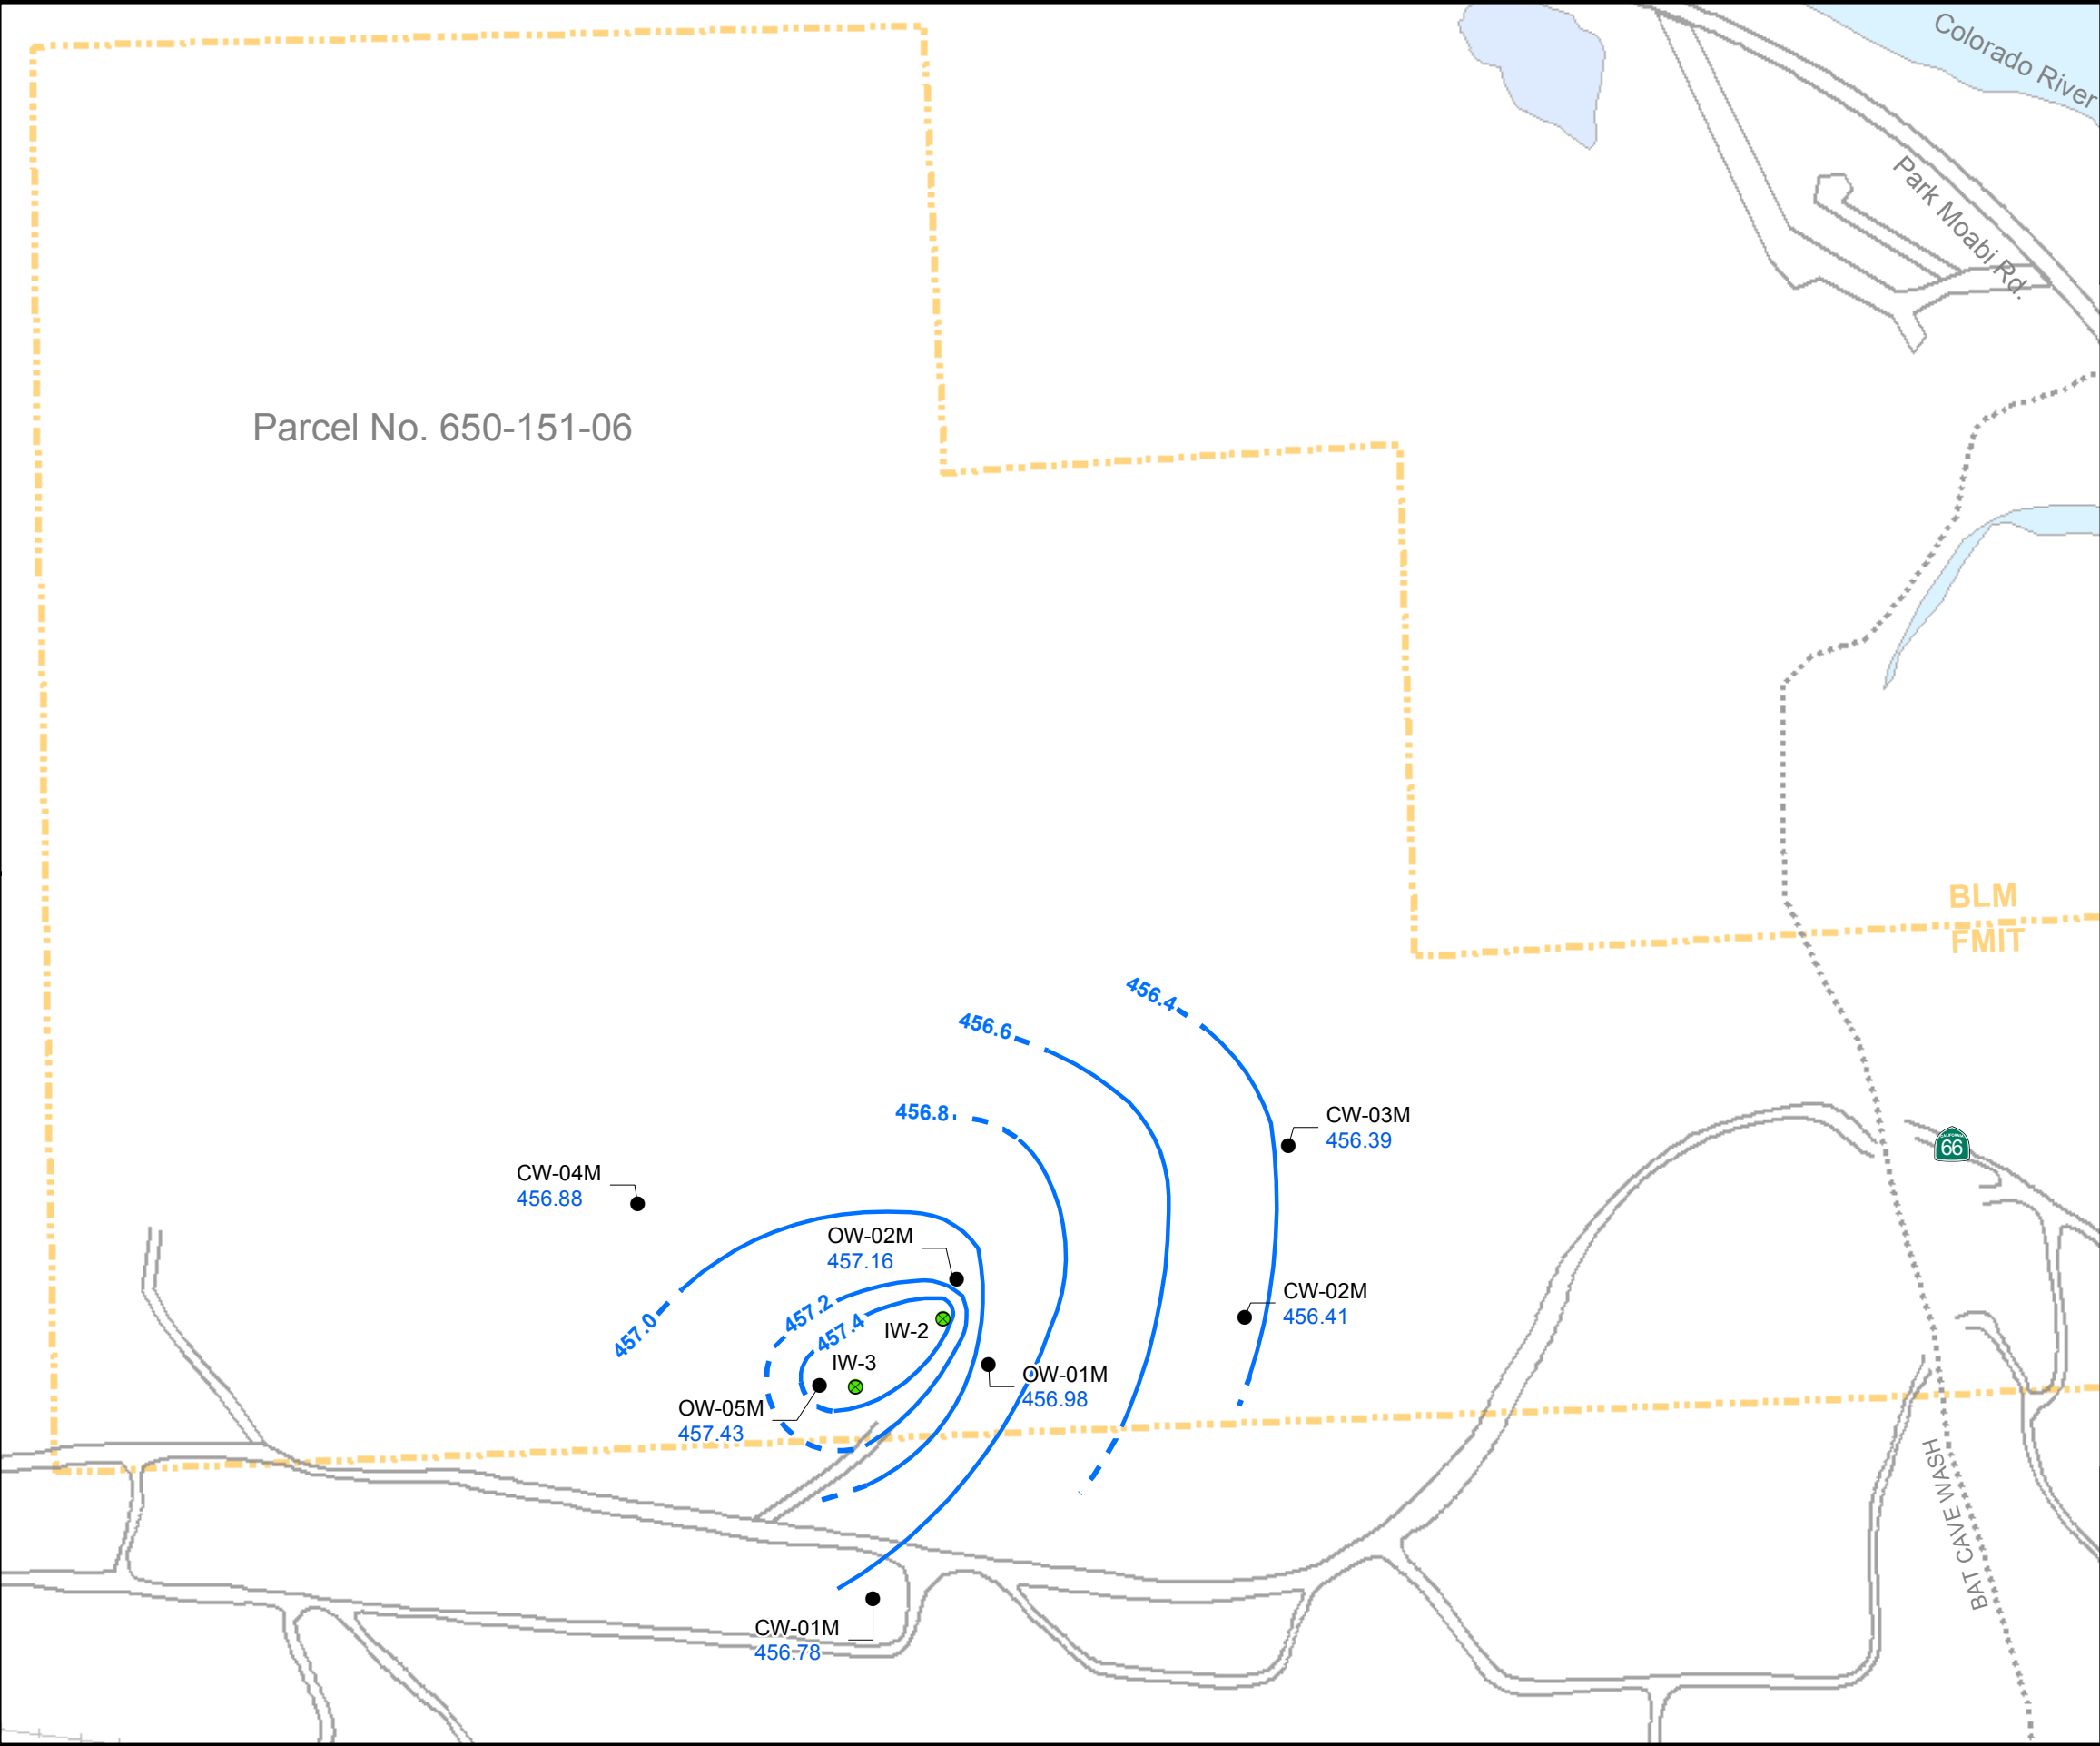 Colorado River
Park Moabi Rd.
Parcel No. 650-151-06
BLM
FMIT
456.4
456.6
456.8
CW-03M
456.39
CALIFORNIA
66
CW-04M
456.88
OW-02M
457.16
CW-02M
456.41
457.2
457.0
457.4
IW-2
IW-3
OW-01M
456.98
OW-05M
457.43
BAT CAVE WASH
CW-01M
456.78